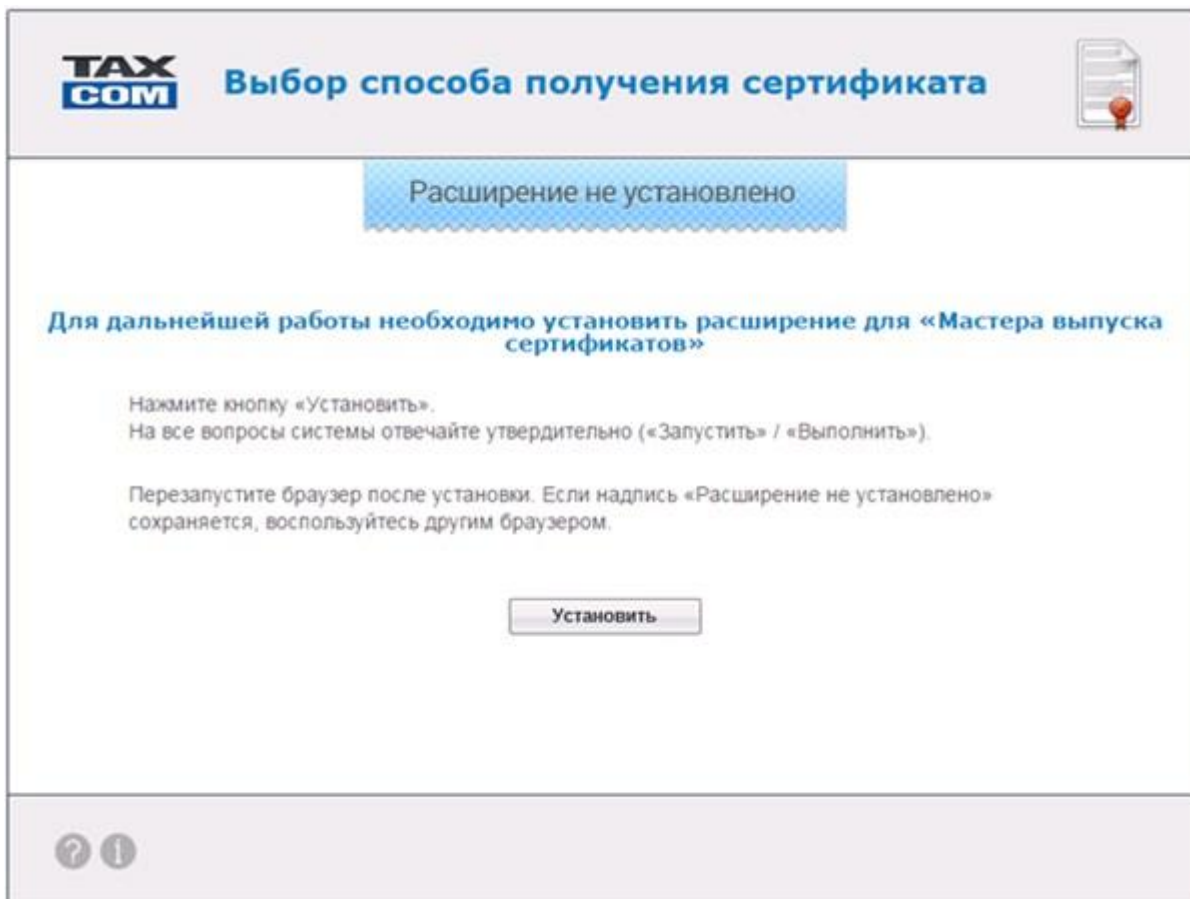 TAX
COM
Выбор способа получения сертификата
Расширение не установлено
Для дальнейшей работы необходимо установить расширение для «Мастера выпуска
сертификатов»
Нажмите кнопку «Установить».
На все вопросы системы отвечайте утвердительно («Запустить» / «Выполнить»).
Перезапустите браузер после установки. Если надпись «Расширение не установлено»
сохраняется, воспользуйтесь другим браузером.
Установить